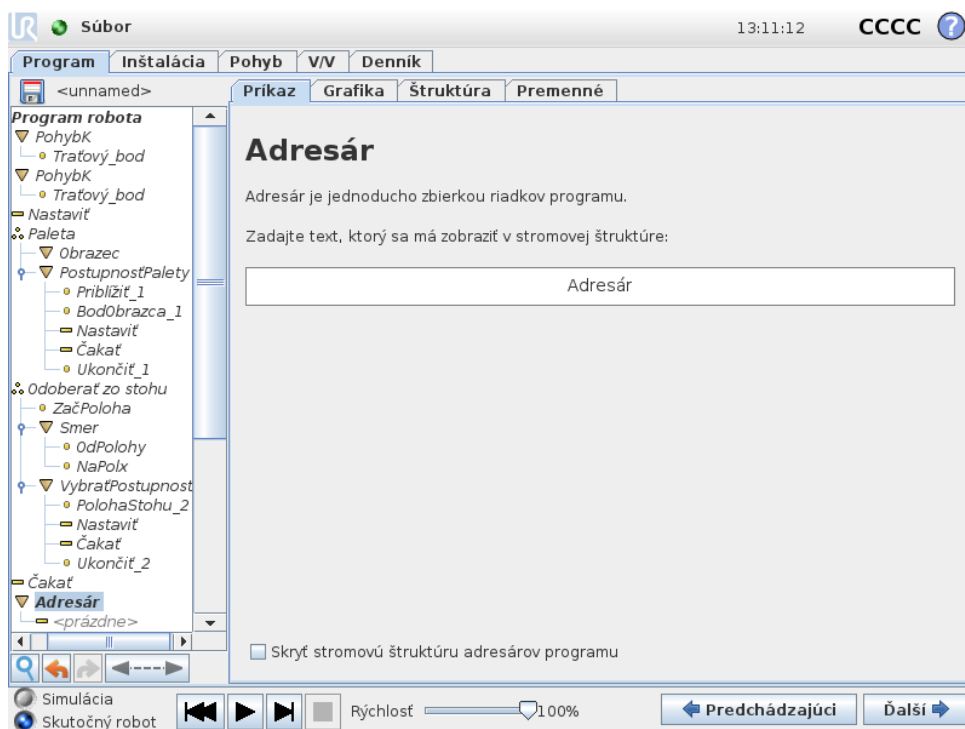 UR Súbor 13:11:12 CCCC ?
Program Inštalácia Pohyb V/V Denník
<unnamed> Príkaz Grafika Štruktúra Premenné
Program robota
PohybK
Traťový_bod
PohybK
Traťový_bod
Nastaviť
Paleta
Obrazec
PostupnosťPalety
Priblížiť_1
BodObrazca_1
Nastaviť
Čakať
Ukončiť_1
Odoberať zo stohu
ZačPoloha
Smer
OdPolohy
NaPolx
VybraťPostupnosť
PolohaStohu_2
Nastaviť
Čakať
Ukončiť_2
Čakať
Adresár
<prázdne>
Adresár
Adresár je jednoducho zbierkou riadkov programu.
Zadajte text, ktorý sa má zobraziť v stromovej štruktúre:
Adresár
Skryť stromovú štruktúru adresárov programu
Simulácia
Skutočný robot
Rýchlosť 100%
Predchádzajúci Ďalší